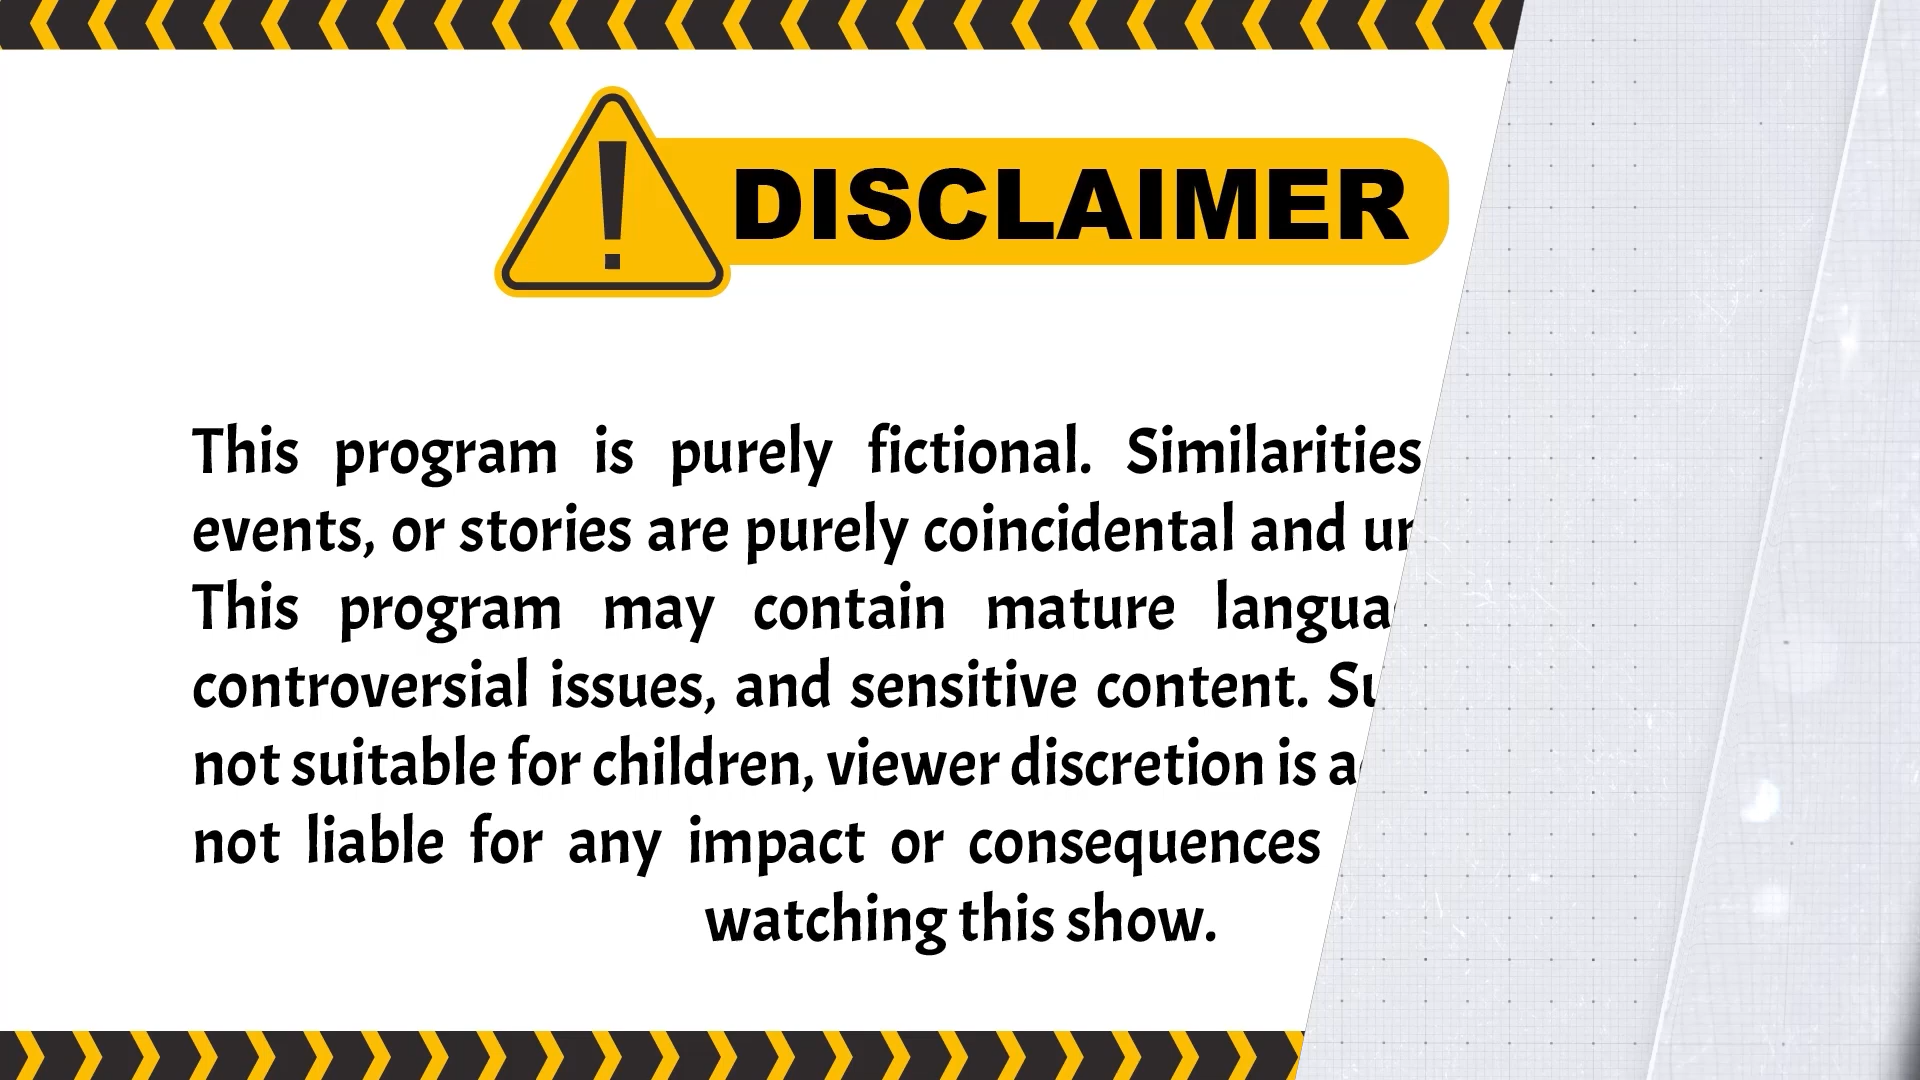 DISCLAIMER
This program is purely fictional. Similarities
events, or stories are purely coincidental and
This program may contain mature
controversial issues, and sensitive content.
not suitable for children, viewer discretion is
not liable for any impact or consequences
watching this show.